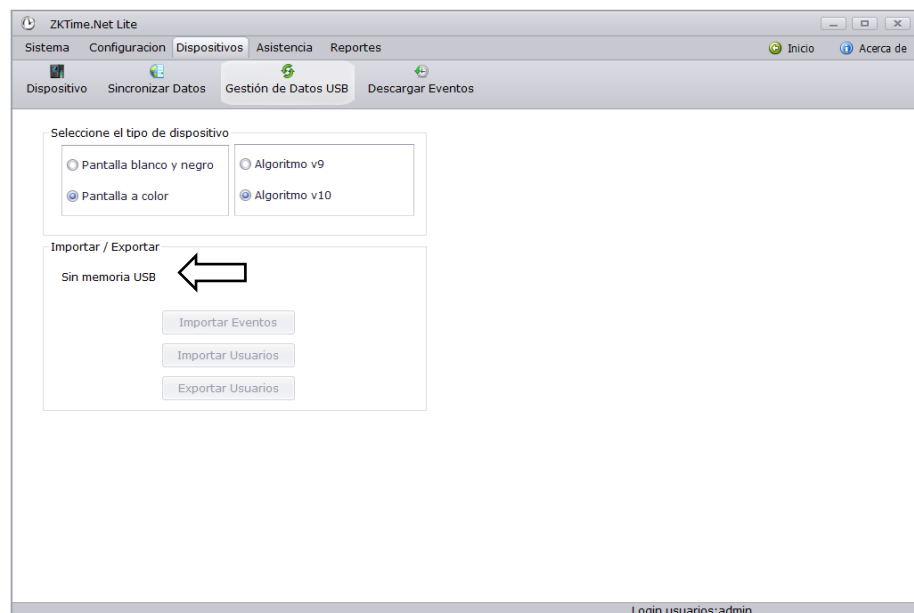 ZKTime.Net Lite
Sistema Configuracion Dispositivos Asistencia Reportes Inicio Acerca de
Dispositivo Sincronizar Datos Gestión de Datos USB Descargar Eventos
Seleccione el tipo de dispositivo
Pantalla blanco y negro Algoritmo v9
Pantalla a color Algoritmo v10
Importar / Exportar
Sin memoria USB
Importar Eventos
Importar Usuarios
Exportar Usuarios
Login usuarios:admin